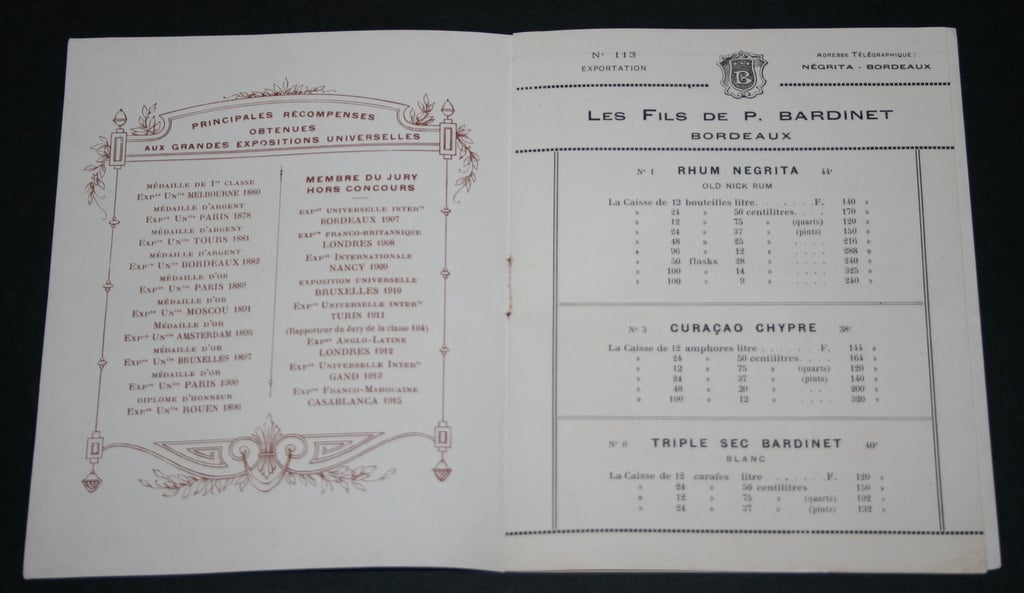 PRINCIPALES RÉCOMPENSES
OBTENUES
AUX GRANDES EXPOSITIONS UNIVERSELLES
MÉDAILLE DE 1re CLASSE
Expon Unlle MELBOURNE 1880
MÉDAILLE D'ARGENT
Expon Unlle PARIS 1878
MÉDAILLE D'ARGENT
Expon Unlle TOURS 1881
MÉDAILLE D'ARGENT
Expon Unlle BORDEAUX 1882
MÉDAILLE D'OR
Expon Unlle PARIS 1889
MÉDAILLE D'OR
Expon Unlle MOSCOU 1891
MÉDAILLE D'OR
Expon Unlle AMSTERDAM 1895
MÉDAILLE D'OR
Expon Unlle BRUXELLES 1897
MÉDAILLE D'OR
Expon Unlle PARIS 1900
DIPLOME D'HONNEUR
Expon Unlle ROUEN 1896
MEMBRE DU JURY
HORS CONCOURS
Expon UNIVERSELLE INTERle
BORDEAUX 1907
Expon FRANCO-BRITANNIQUE
LONDRES 1908
Expon INTERNATIONALE
NANCY 1909
EXPOSITION UNIVERSELLE
BRUXELLES 1910
Expon UNIVERSELLE INTERle
TURIN 1911
(Rapporteur du Jury de la classe 104)
Expon ANGLO-LATINE
LONDRES 1912
Expon UNIVERSELLE INTERle
GAND 1913
Expon FRANCO-MAROCAINE
CASABLANCA 1915
No 113
EXPORTATION
B
ADRESSE TÉLÉGRAPHIQUE :
NÉGRITA - BORDEAUX
LES FILS DE P. BARDINET
BORDEAUX
No 1 RHUM NEGRITA 44°
OLD NICK RUM
La Caisse de 12 bouteilles litre. . . . . . . F. 140 »
» 24 » 50 centilitres. . . . 170 »
» 12 » 75 » (quarts) 120 »
» 24 » 37 » (pints) 150 »
» 48 » 25 » . . . . 216 »
» 96 » 12 » . . . . 288 »
» 50 flasks 28 » . . . . 240 »
» 100 » 14 » . . . . 325 »
» 100 » 9 » . . . . 240 »
No 3 CURAÇAO CHYPRE 38°
La Caisse de 12 amphores litre . . . . . . . F. 144 »
» 24 » 50 centilitres. . . . 164 »
» 12 » 75 » (quarts) 120 »
» 24 » 37 » (pints) 140 »
» 48 » 20 » . . . . 200 »
» 100 » 12 » . . . . 320 »
No 6 TRIPLE SEC BARDINET 40°
BLANC
La Caisse de 12 carafes litre . . . . . . . F. 120 »
» 24 » 50 centilitres . . . . 150 »
» 12 » 75 » (quarts) 102 »
» 24 » 37 » (pints) 132 »